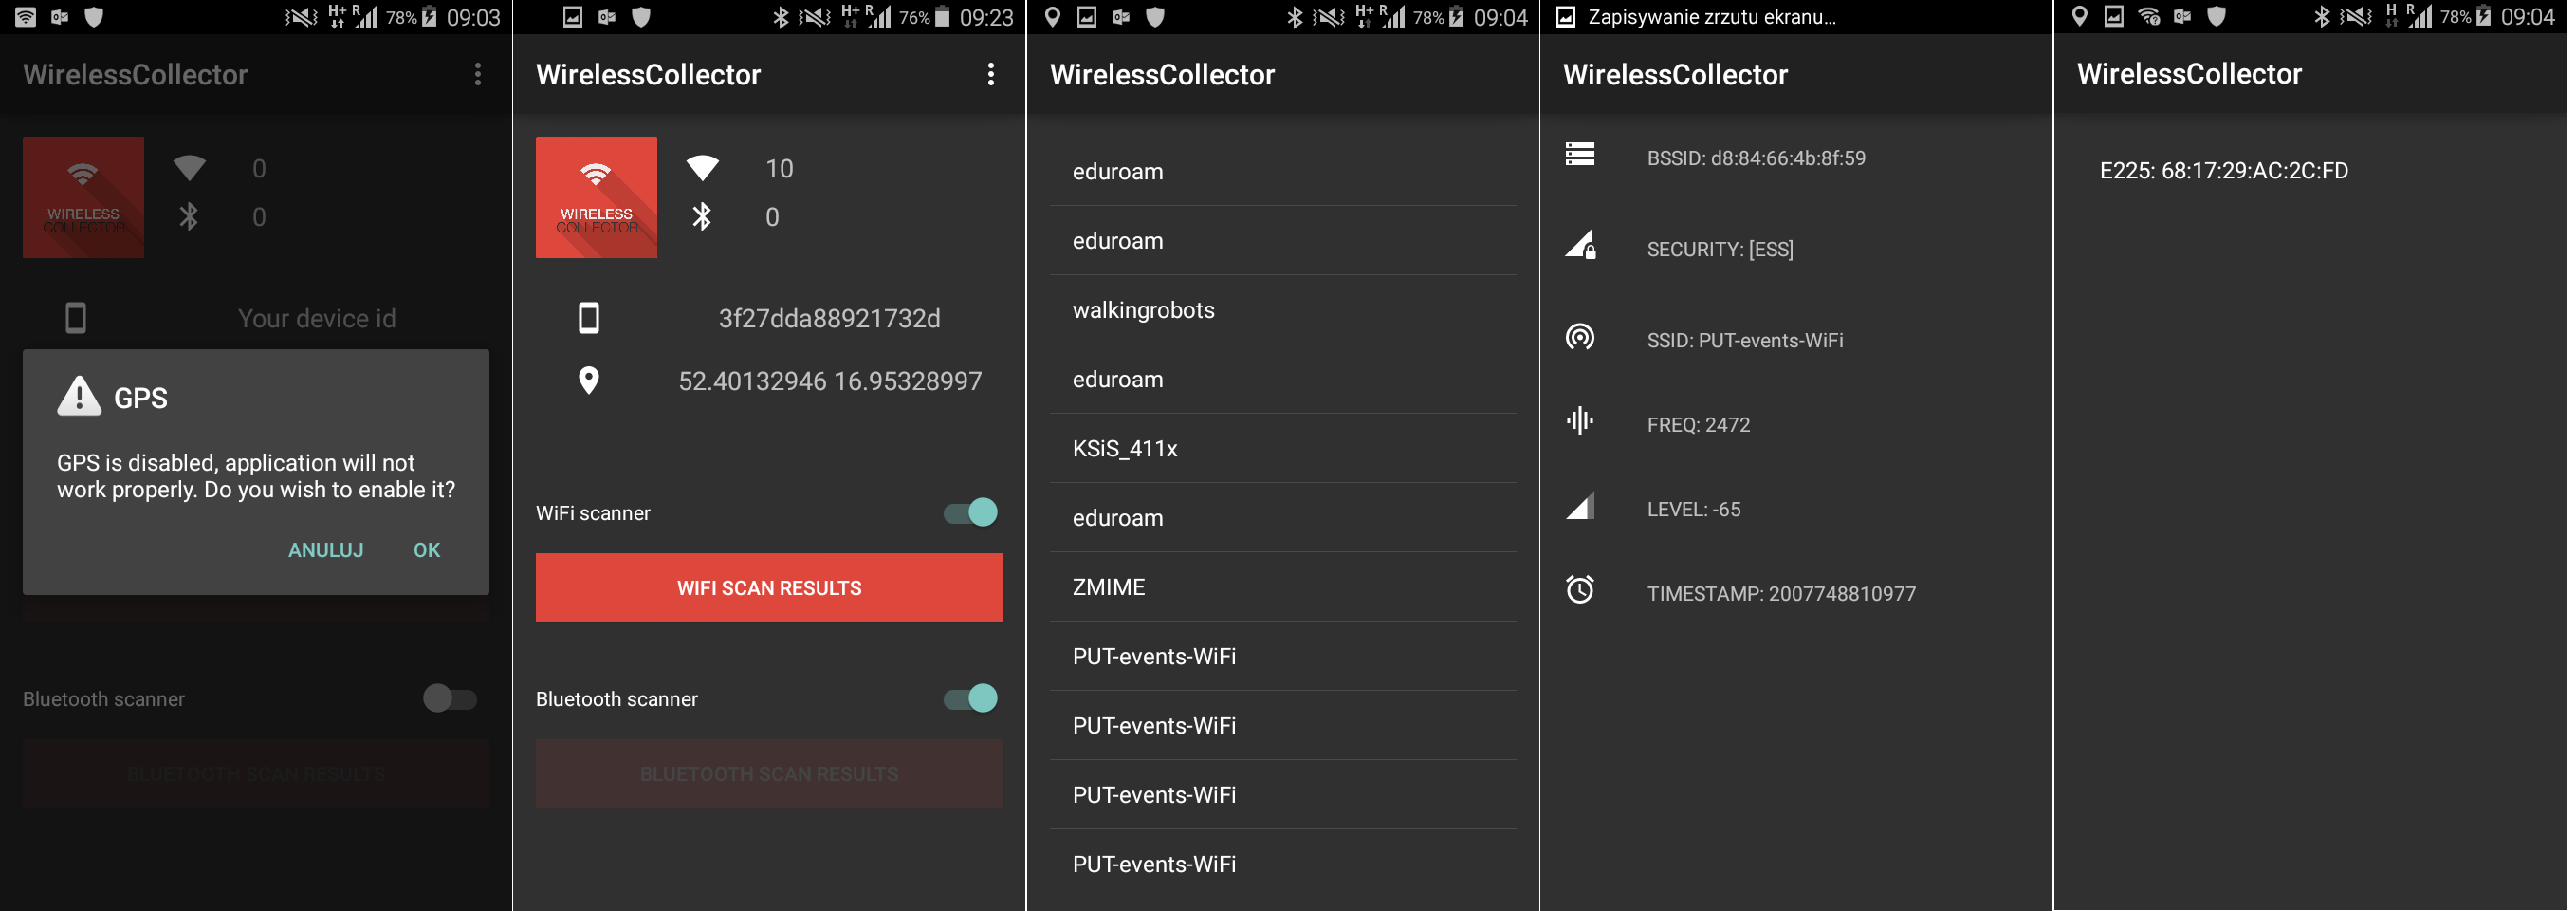 78% 09:03
WirelessCollector
0
WIRELESS
COLLECTOR
0
Your device id
GPS
GPS is disabled, application will not
work properly. Do you wish to enable it?
ANULUJ OK
Bluetooth scanner
BLUETOOTH SCAN RESULTS
H+ R 76% 09:23
WirelessCollector
10
WIRELESS
COLLECTOR
0
3f27dda88921732d
52.40132946 16.95328997
WiFi scanner
WIFI SCAN RESULTS
Bluetooth scanner
BLUETOOTH SCAN RESULTS
H+ R 78% 09:04
WirelessCollector
eduroam
eduroam
walkingrobots
eduroam
KSiS_411x
eduroam
ZMIME
PUT-events-WiFi
PUT-events-WiFi
PUT-events-WiFi
PUT-events-WiFi
Zapisywanie zrzutu ekranu...
WirelessCollector
BSSID: d8:84:66:4b:8f:59
SECURITY: [ESS]
SSID: PUT-events-WiFi
FREQ: 2472
LEVEL: -65
TIMESTAMP: 2007748810977
H R 78% 09:04
WirelessCollector
E225: 68:17:29:AC:2C:FD